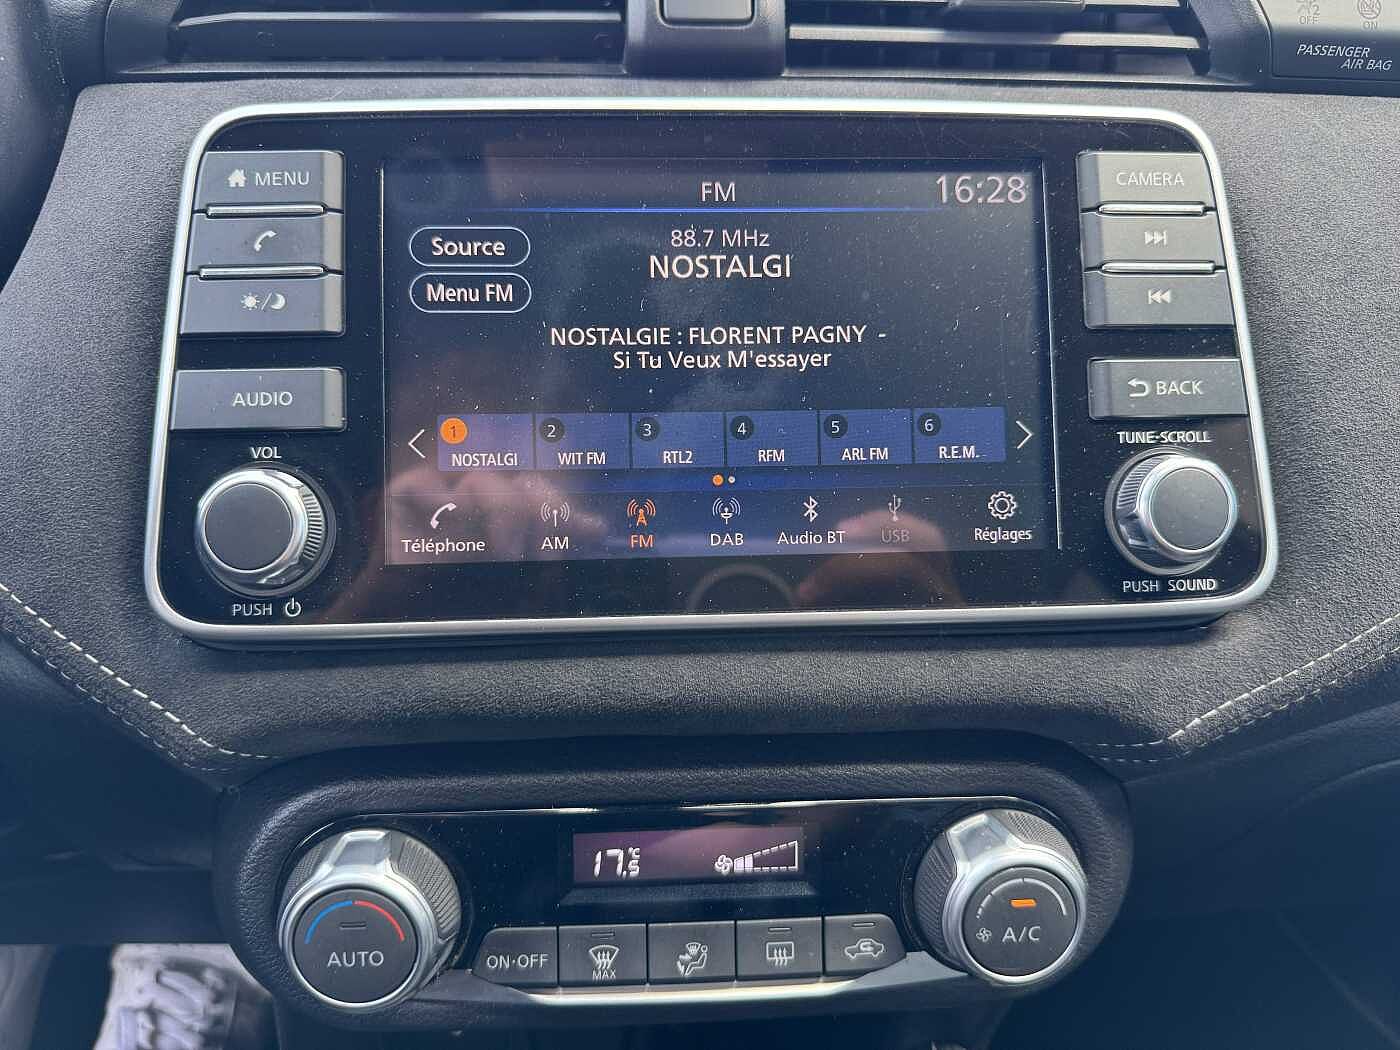 2
OFF
ON
PASSENGER
AIR BAG
MENU
CAMERA
AUDIO
BACK
VOL
TUNE·SCROLL
PUSH
PUSH SOUND
FM
16:28
Source
Menu FM
88.7 MHz
NOSTALGI
NOSTALGIE : FLORENT PAGNY -
Si Tu Veux M'essayer
1 NOSTALGI
2 WIT FM
3 RTL2
4 RFM
5 ARL FM
6 R.E.M.
Téléphone
AM
FM
DAB
Audio BT
USB
Réglages
17.5 °C
AUTO
ON·OFF
MAX
A/C